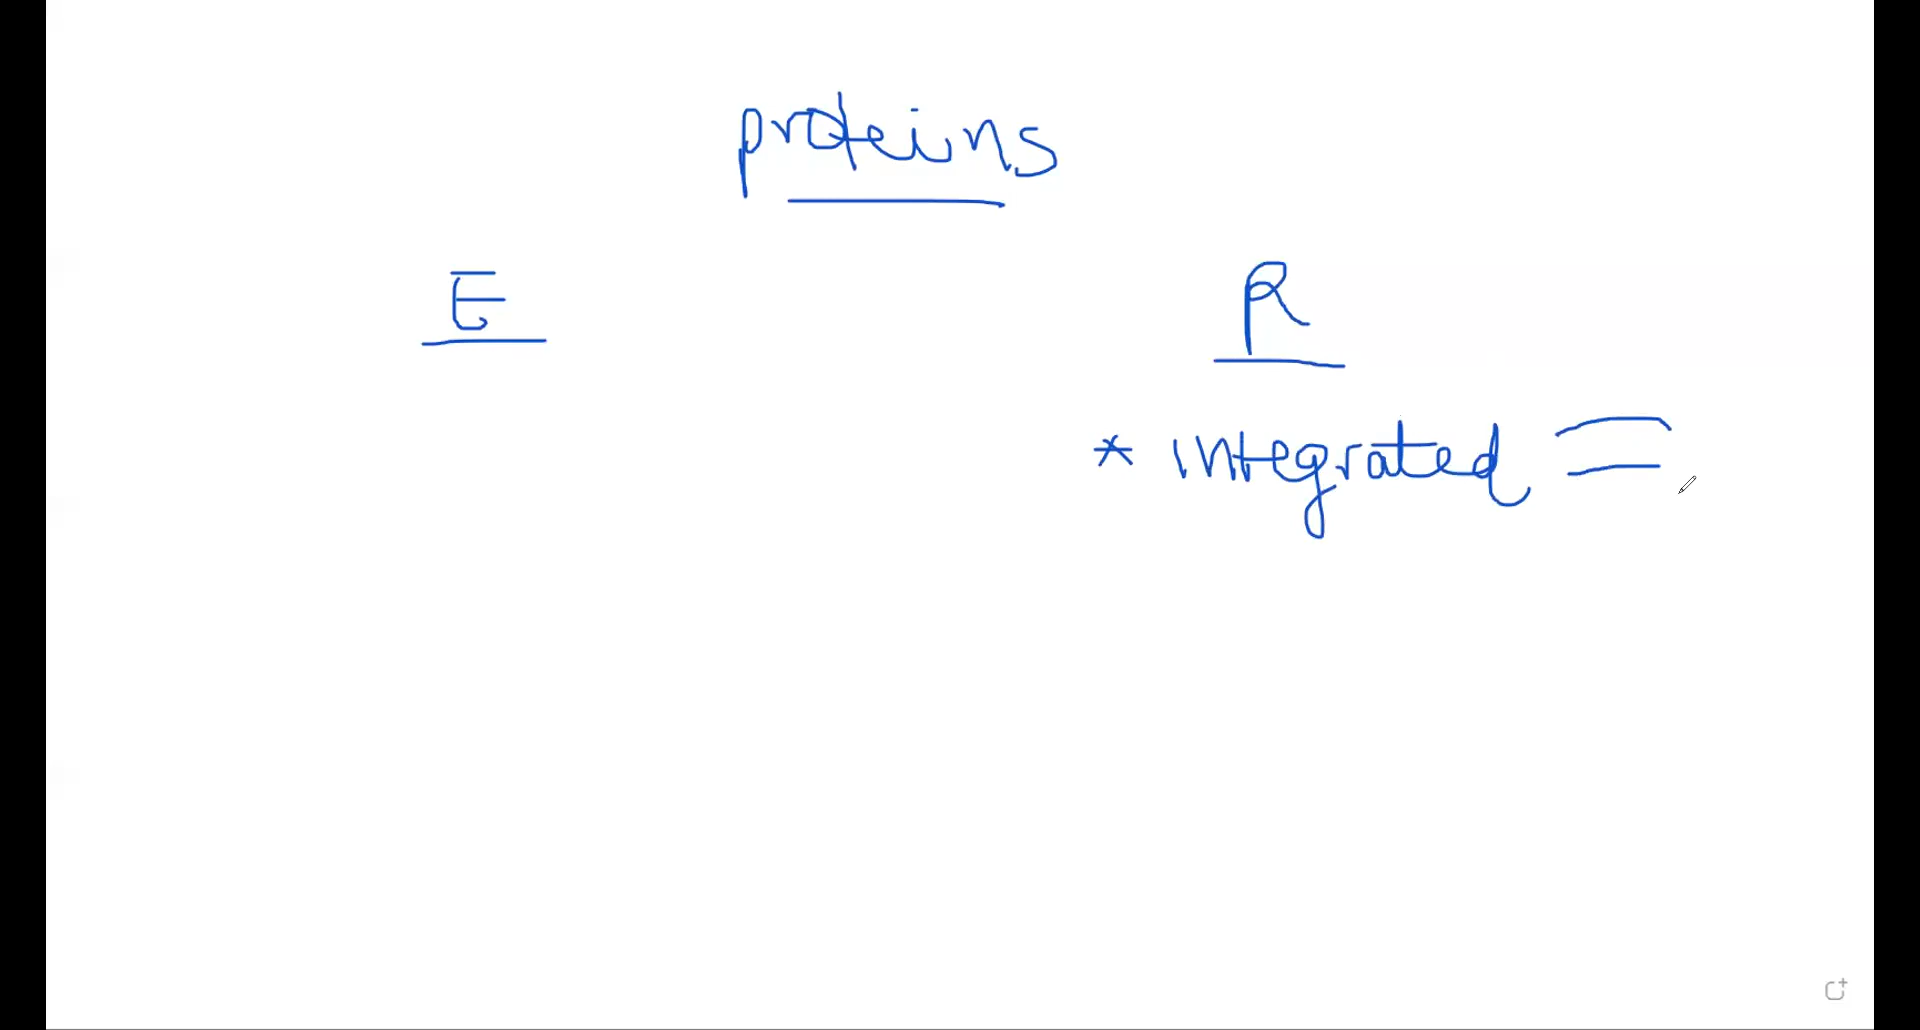 proteins
E R
* integrated =